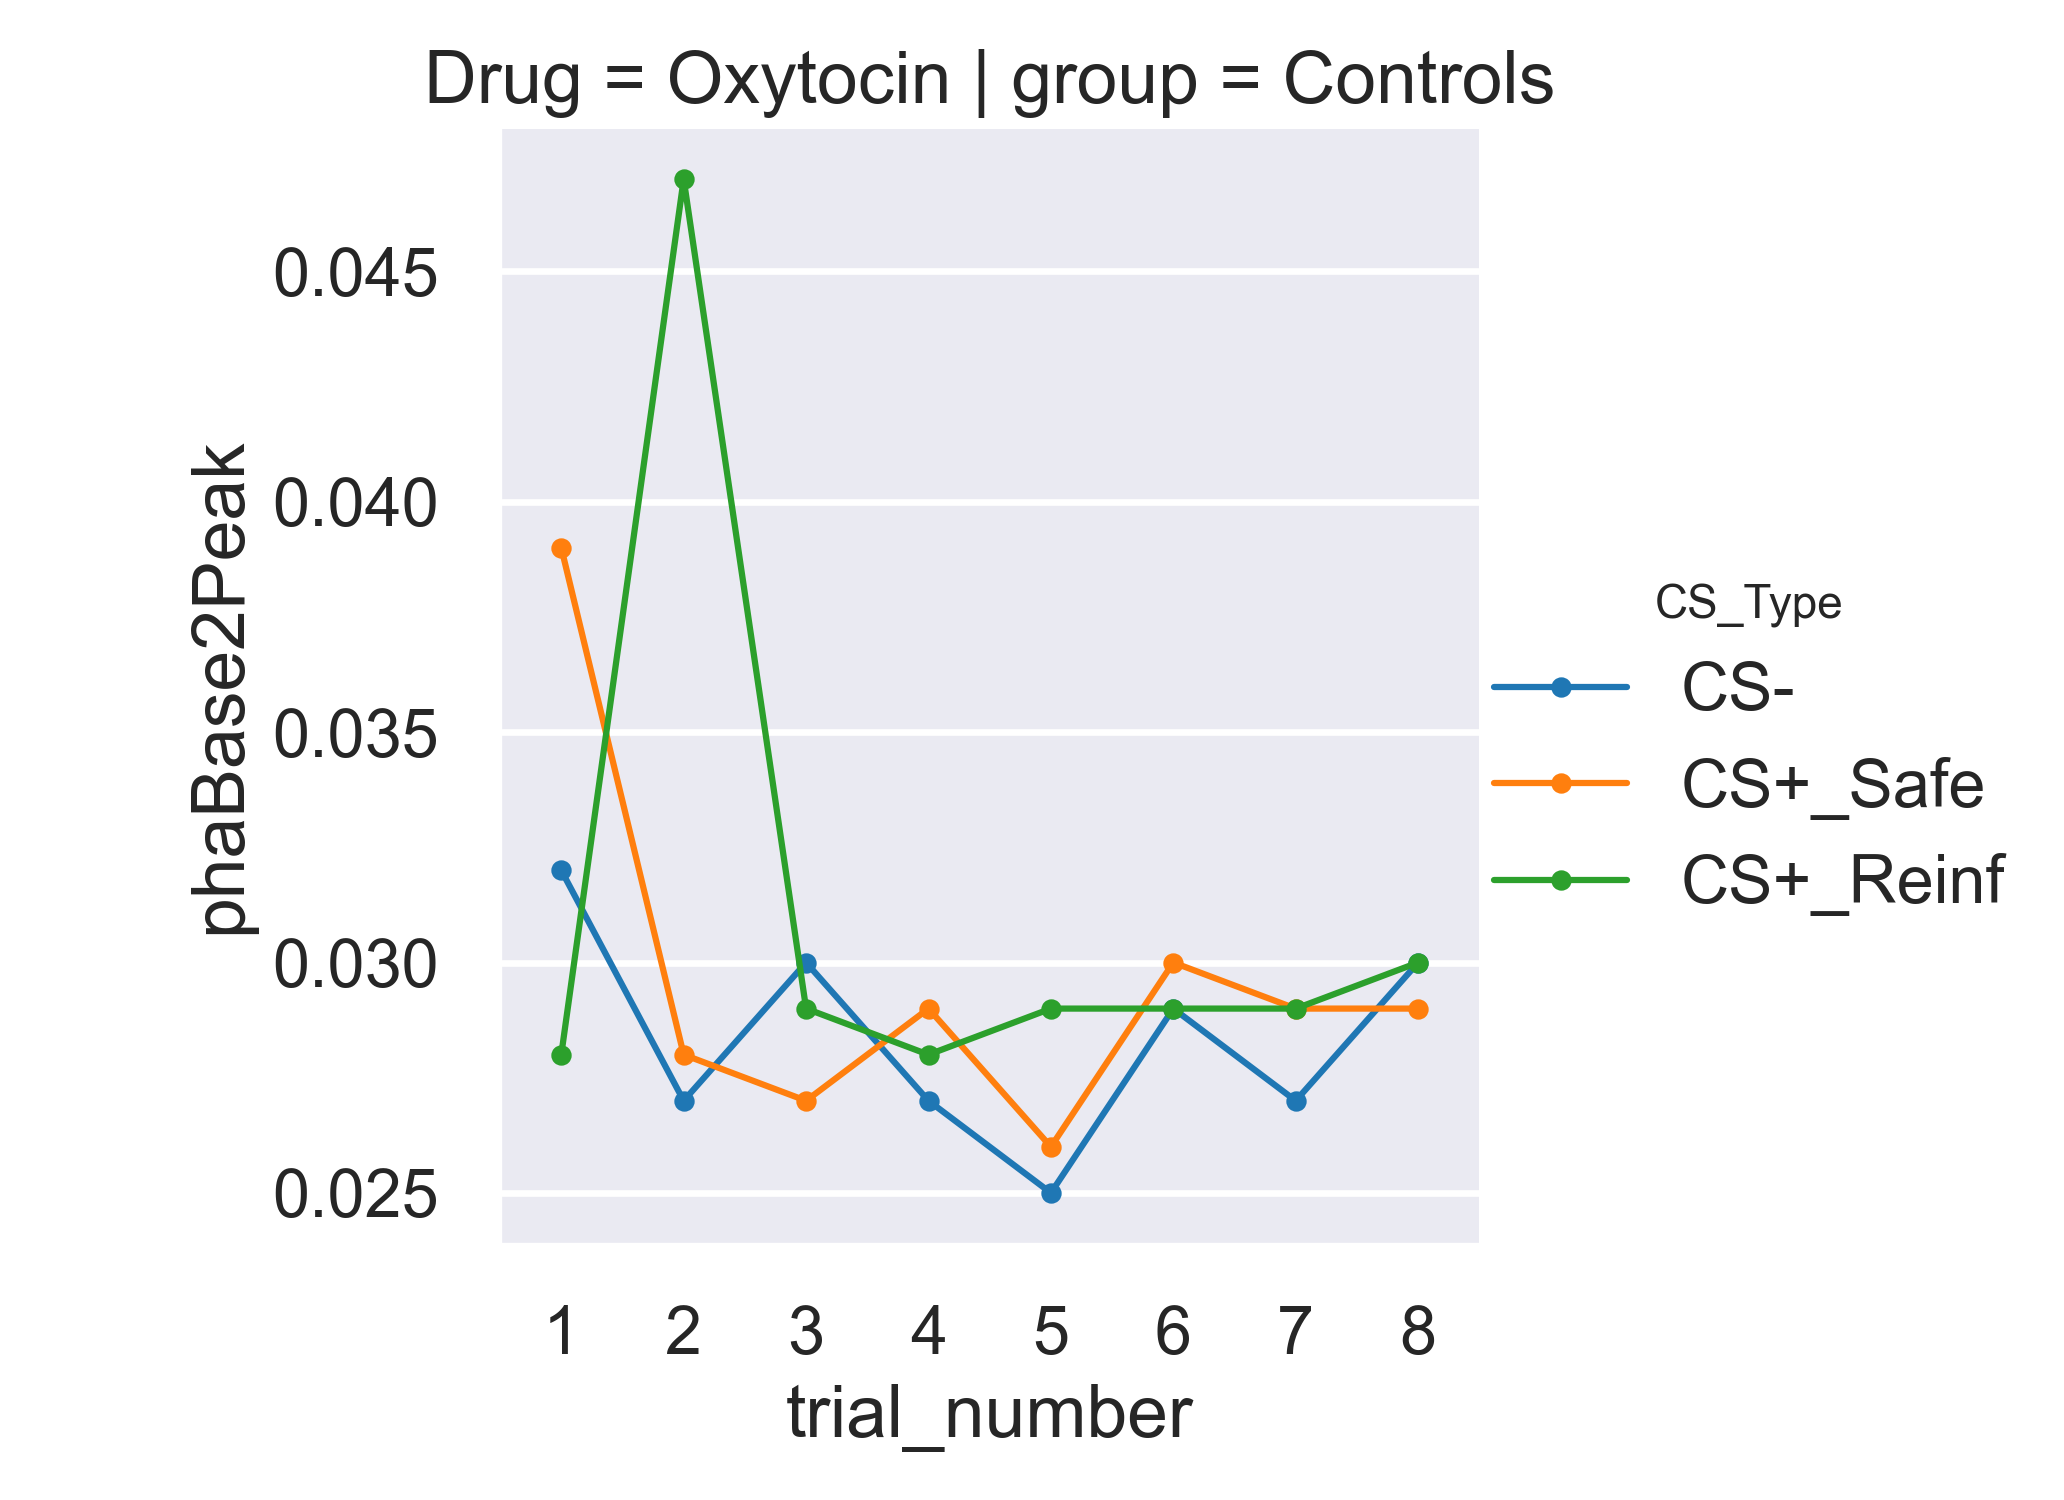 Drug = Oxytocin | group = Controls
phaBase2Peak
0.045
0.040
0.035
0.030
0.025
1 2 3 4 5 6 7 8
trial_number
CS_Type
CS-
CS+_Safe
CS+_Reinf